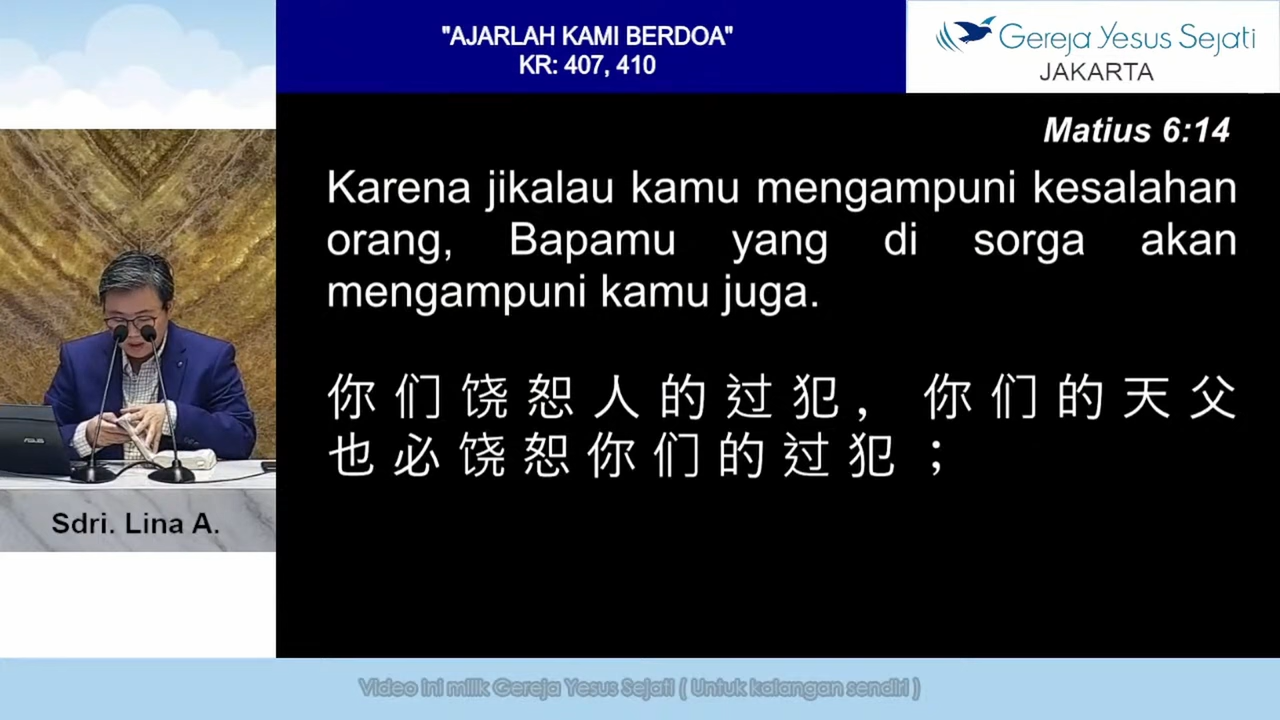 "AJARLAH KAMI BERDOA"
KR: 407, 410
Gereja Yesus Sejati
JAKARTA
Matius 6:14
Karena jikalau kamu mengampuni kesalahan
orang, Bapamu yang di sorga akan
mengampuni kamu juga.
你们饶恕人的过犯，你们的天父
也必饶恕你们的过犯；
ASUS
Sdri. Lina A.
Video ini milik Gereja Yesus Sejati ( Untuk kalangan sendiri )